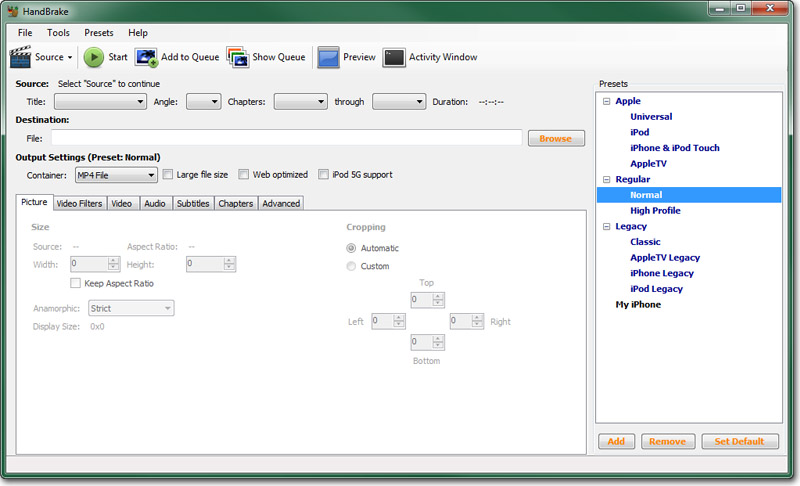 HandBrake
File Tools Presets Help
Source Start Add to Queue Show Queue Preview Activity Window
Source: Select "Source" to continue
Title: Angle: Chapters: through Duration: --:--:--
Destination:
File: Browse
Output Settings (Preset: Normal)
Container: MP4 File Large file size Web optimized iPod 5G support
Picture Video Filters Video Audio Subtitles Chapters Advanced
Size
Source: -- Aspect Ratio: --
Width: 0 Height: 0
Keep Aspect Ratio
Anamorphic: Strict
Display Size: 0x0
Cropping
Automatic
Custom
Top
0
Left 0 0 Right
0
Bottom
Presets
Apple
Universal
iPod
iPhone & iPod Touch
AppleTV
Regular
Normal
High Profile
Legacy
Classic
AppleTV Legacy
iPhone Legacy
iPod Legacy
My iPhone
Add Remove Set Default